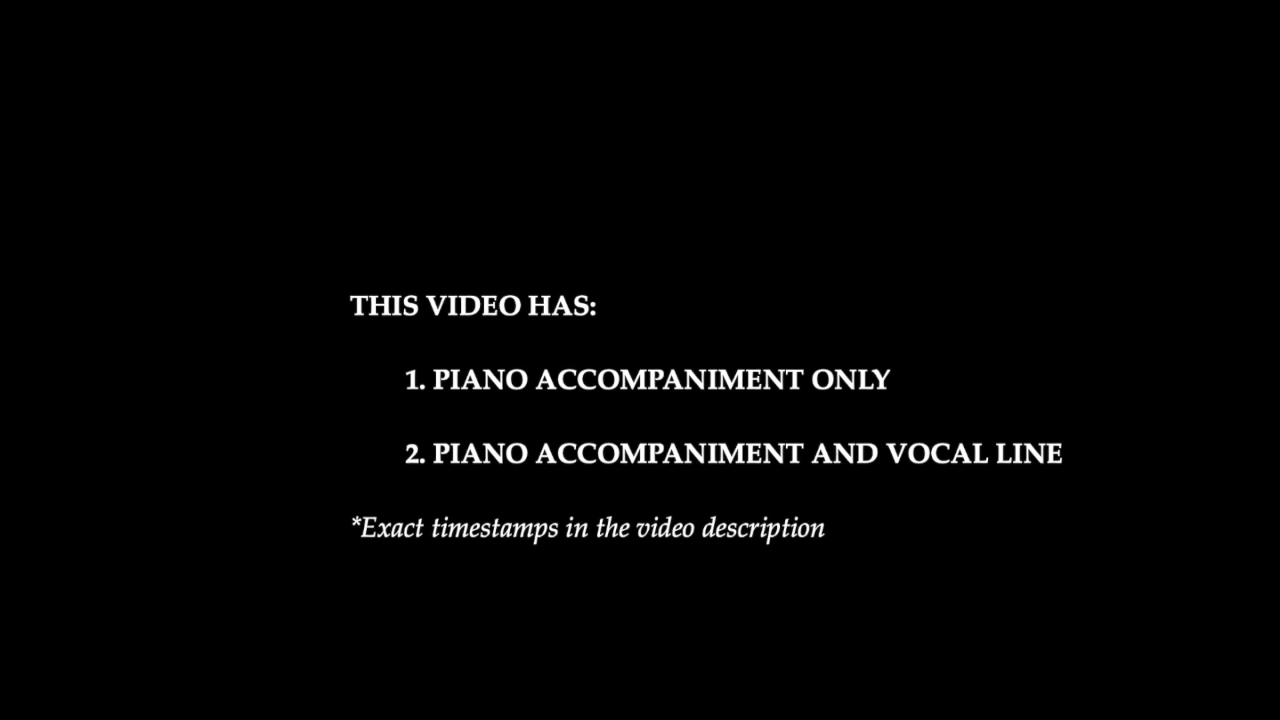 THIS VIDEO HAS:
1. PIANO ACCOMPANIMENT ONLY
2. PIANO ACCOMPANIMENT AND VOCAL LINE
*Exact timestamps in the video description